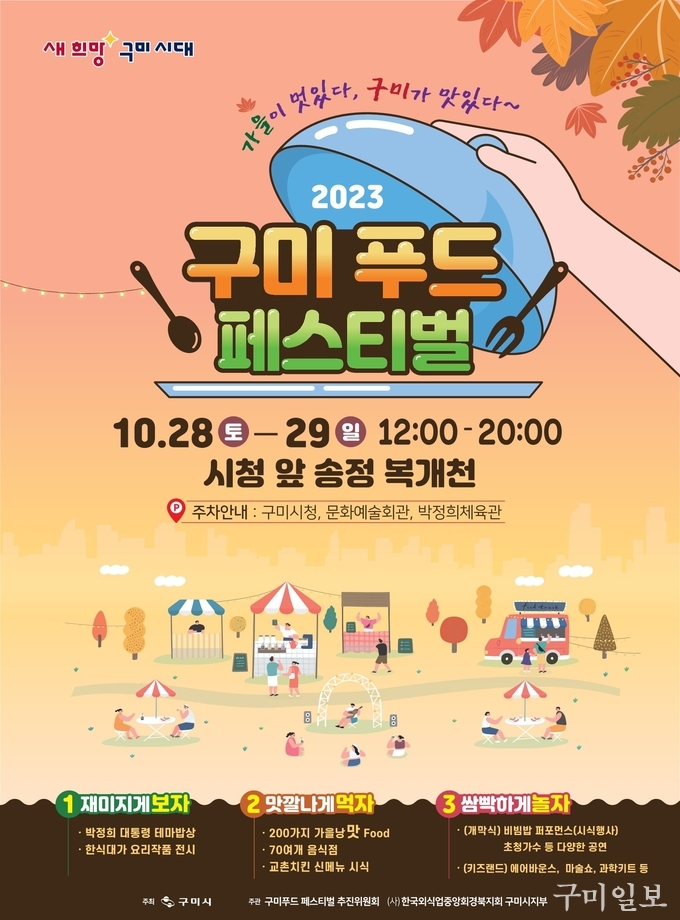 새 희망 구미 시대
가을이 멋있다, 구미가 맛있다~
2023
구미 푸드
페스티벌
10.28 토 - 29 일 12:00 - 20:00
시청 앞 송정 복개천
P 주차안내 : 구미시청, 문화예술회관, 박정희체육관
1 재미지게보자
· 박정희 대통령 테마밥상
· 한식대가 요리작품 전시
2 맛깔나게먹자
· 200가지 가을낭맛 Food
· 70여개 음식점
· 교촌치킨 신메뉴 시식
3 쌈빡하게놀자
· (개막식) 비빔밥 퍼포먼스(시식행사)
초청가수 등 다양한 공연
· (키즈랜드) 에어바운스, 마술쇼, 과학키트 등
주최 구미시 주관 구미푸드 페스티벌 추진위원회 (사)한국외식업중앙회경북지회 구미시지부
구미일보